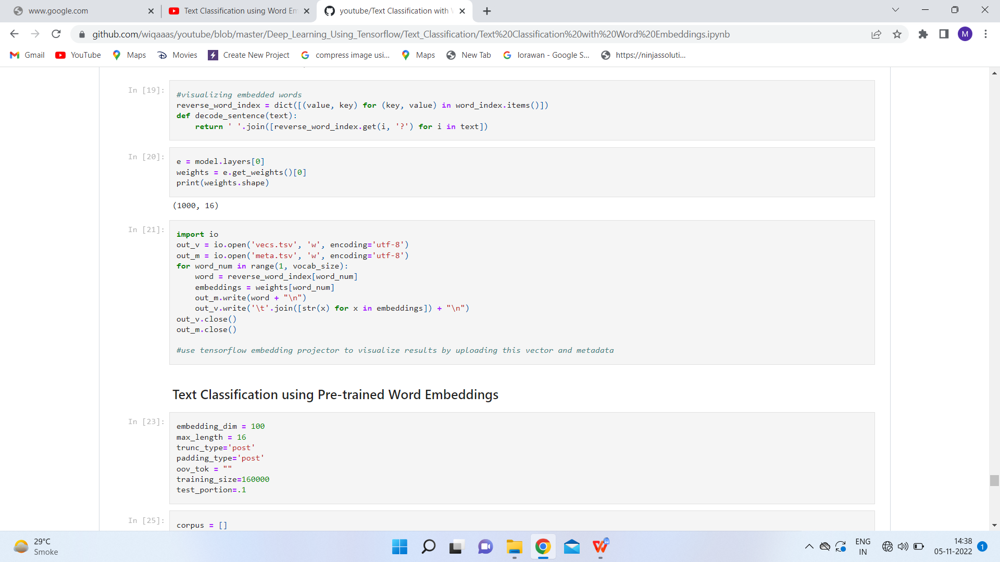 www.google.com
Text Classification using Word Em
youtube/Text Classification with
github.com/wiqaaas/youtube/blob/master/Deep_Learning_Using_Tensorflow/Text_Classification/Text%20Classification%20with%20Word%20Embeddings.ipynb
M
Gmail
YouTube
Maps
Movies
Create New Project
compress image usi...
Maps
New Tab
lorawan - Google S...
https://ninjassoluti...
In [19]:
#visualizing embedded words
reverse_word_index = dict([(value, key) for (key, value) in word_index.items()])
def decode_sentence(text):
    return ' '.join([reverse_word_index.get(i, '?') for i in text])
In [20]:
e = model.layers[0]
weights = e.get_weights()[0]
print(weights.shape)
(1000, 16)
In [21]:
import io
out_v = io.open('vecs.tsv', 'w', encoding='utf-8')
out_m = io.open('meta.tsv', 'w', encoding='utf-8')
for word_num in range(1, vocab_size):
    word = reverse_word_index[word_num]
    embeddings = weights[word_num]
    out_m.write(word + "\n")
    out_v.write('\t'.join([str(x) for x in embeddings]) + "\n")
out_v.close()
out_m.close()
#use tensorflow embedding projector to visualize results by uploading this vector and metadata
Text Classification using Pre-trained Word Embeddings
In [23]:
embedding_dim = 100
max_length = 16
trunc_type='post'
padding_type='post'
oov_tok = ""
training_size=160000
test_portion=.1
In [25]:
corpus = []
29°C
Smoke
ENG
IN
14:38
05-11-2022
1